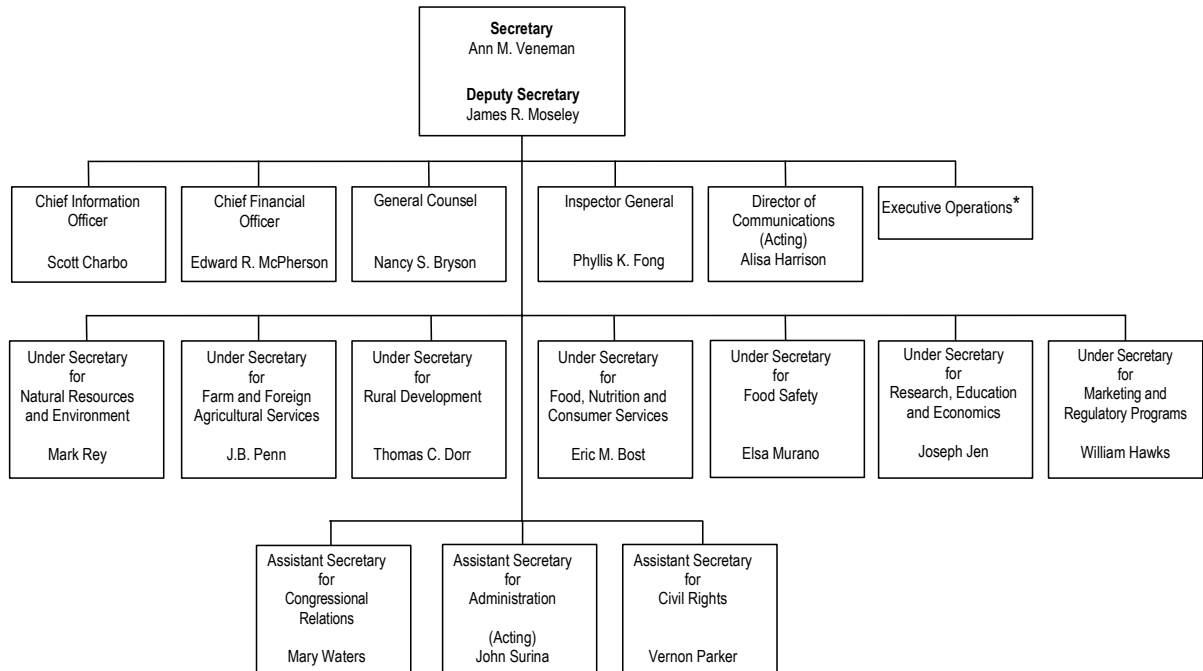 Secretary
Ann M. Veneman
Deputy Secretary
James R. Moseley
Chief Information
Officer
Scott Charbo
Chief Financial
Officer
Edward R. McPherson
General Counsel
Nancy S. Bryson
Inspector General
Phyllis K. Fong
Director of
Communications
(Acting)
Alisa Harrison
Executive Operations*
Under Secretary
for
Natural Resources
and Environment
Mark Rey
Under Secretary
for
Farm and Foreign
Agricultural Services
J.B. Penn
Under Secretary
for
Rural Development
Thomas C. Dorr
Under Secretary
for
Food, Nutrition and
Consumer Services
Eric M. Bost
Under Secretary
for
Food Safety
Elsa Murano
Under Secretary
for
Research, Education
and Economics
Joseph Jen
Under Secretary
for
Marketing and
Regulatory Programs
William Hawks
Assistant Secretary
for
Congressional
Relations
Mary Waters
Assistant Secretary
for
Administration
(Acting)
John Surina
Assistant Secretary
for
Civil Rights
Vernon Parker